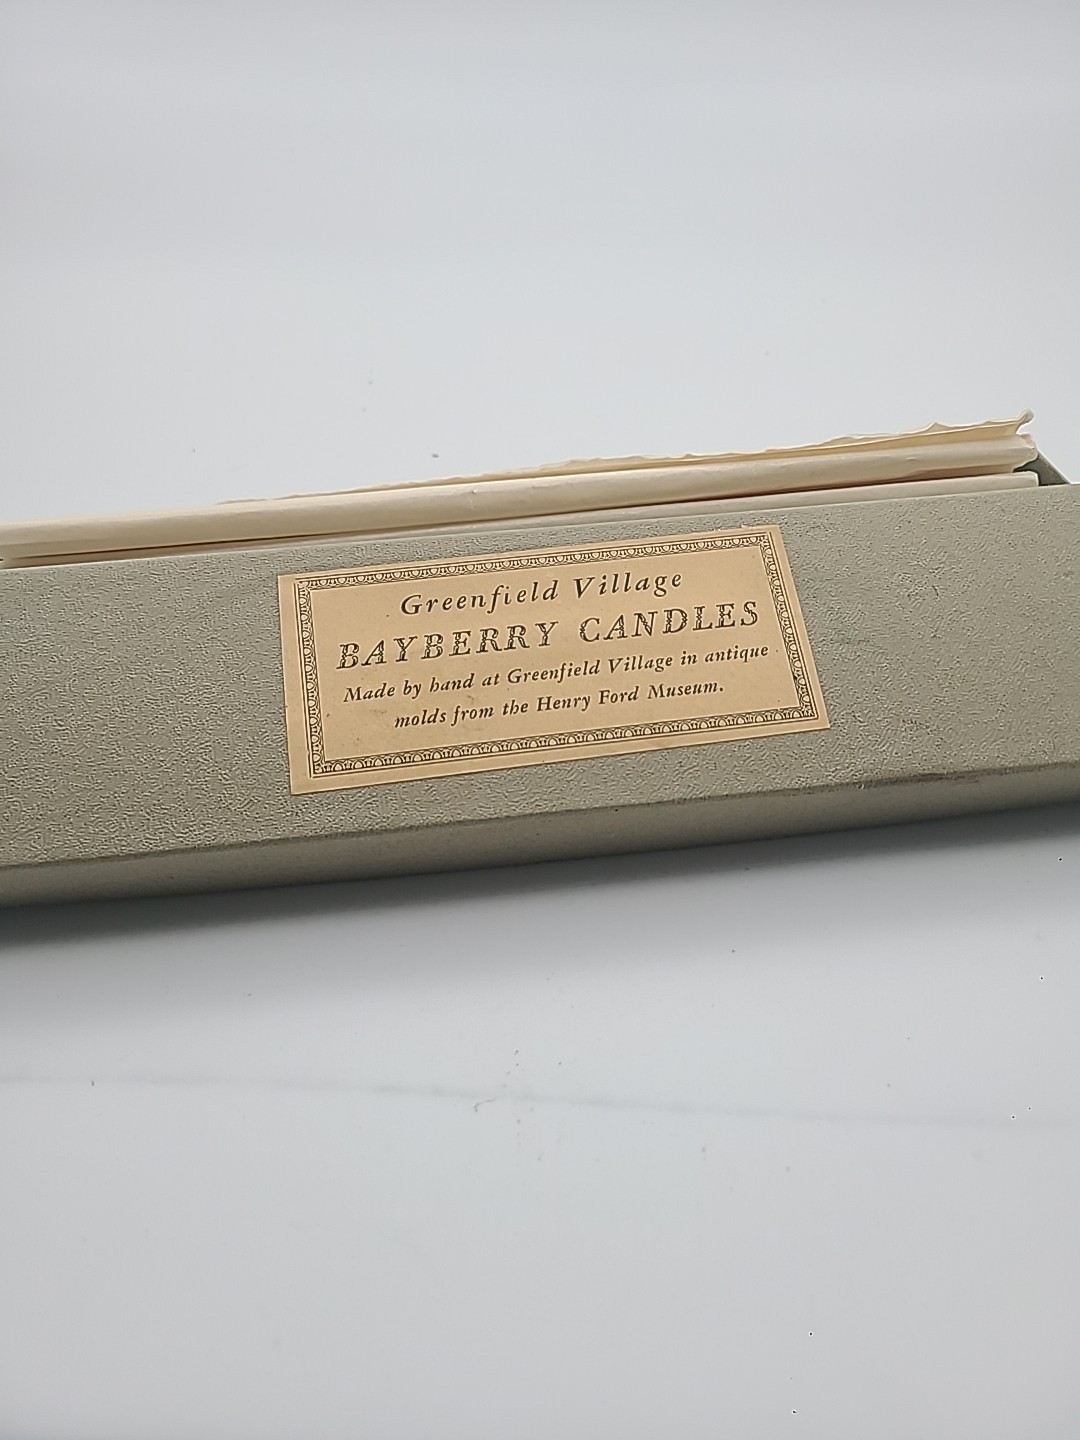 Greenfield Village
BAYBERRY CANDLES
Made by hand at Greenfield Village in antique
molds from the Henry Ford Museum.